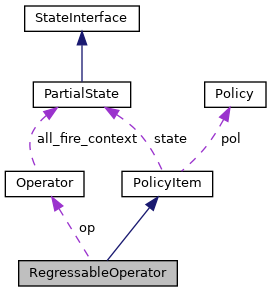 StateInterface
PartialState
Policy
all_fire_context
state
pol
Operator
PolicyItem
op
RegressableOperator